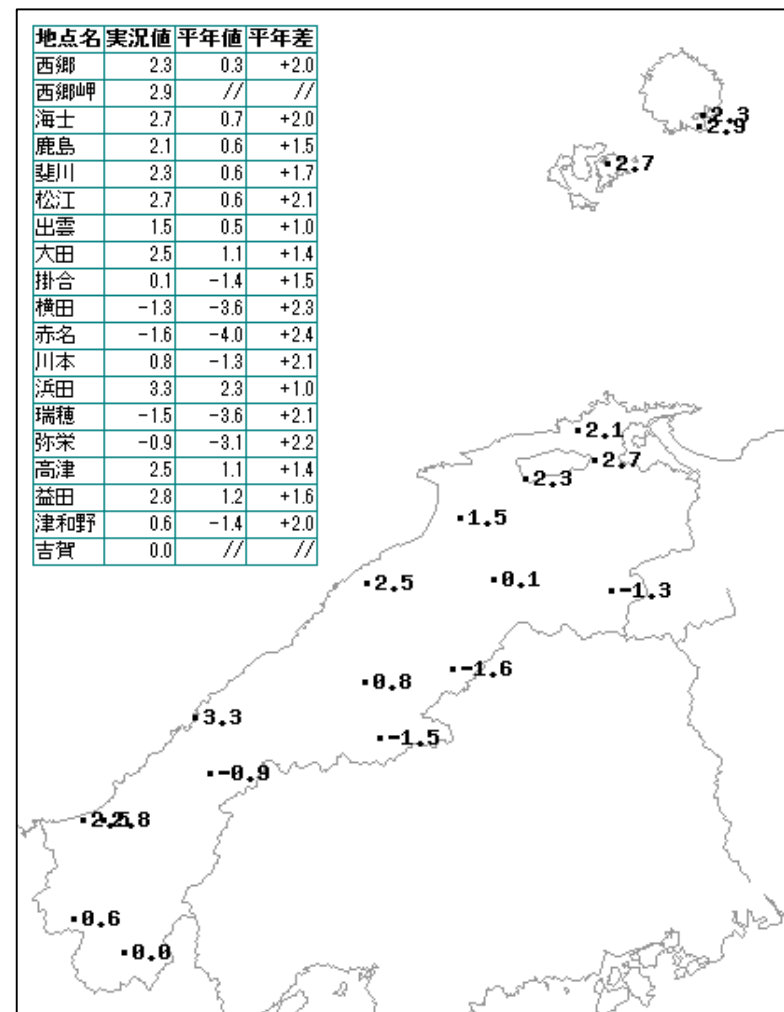 地点名 実況値 平年値 平年差
西郷 2.3 0.3 +2.0
西郷岬 2.9 // //
海士 2.7 0.7 +2.0
鹿島 2.1 0.6 +1.5
斐川 2.3 0.6 +1.7
松江 2.7 0.6 +2.1
出雲 1.5 0.5 +1.0
大田 2.5 1.1 +1.4
掛合 0.1 -1.4 +1.5
横田 -1.3 -3.6 +2.3
赤名 -1.6 -4.0 +2.4
川本 0.8 -1.3 +2.1
浜田 3.3 2.3 +1.0
瑞穂 -1.5 -3.6 +2.1
弥栄 -0.9 -3.1 +2.2
高津 2.5 1.1 +1.4
益田 2.8 1.2 +1.6
津和野 0.6 -1.4 +2.0
吉賀 0.0 // //
2.3
2.9
2.7
2.1
2.7
2.3
1.5
2.5
0.1
-1.3
-1.6
0.8
3.3
-1.5
-0.9
2.5
2.8
0.6
0.0